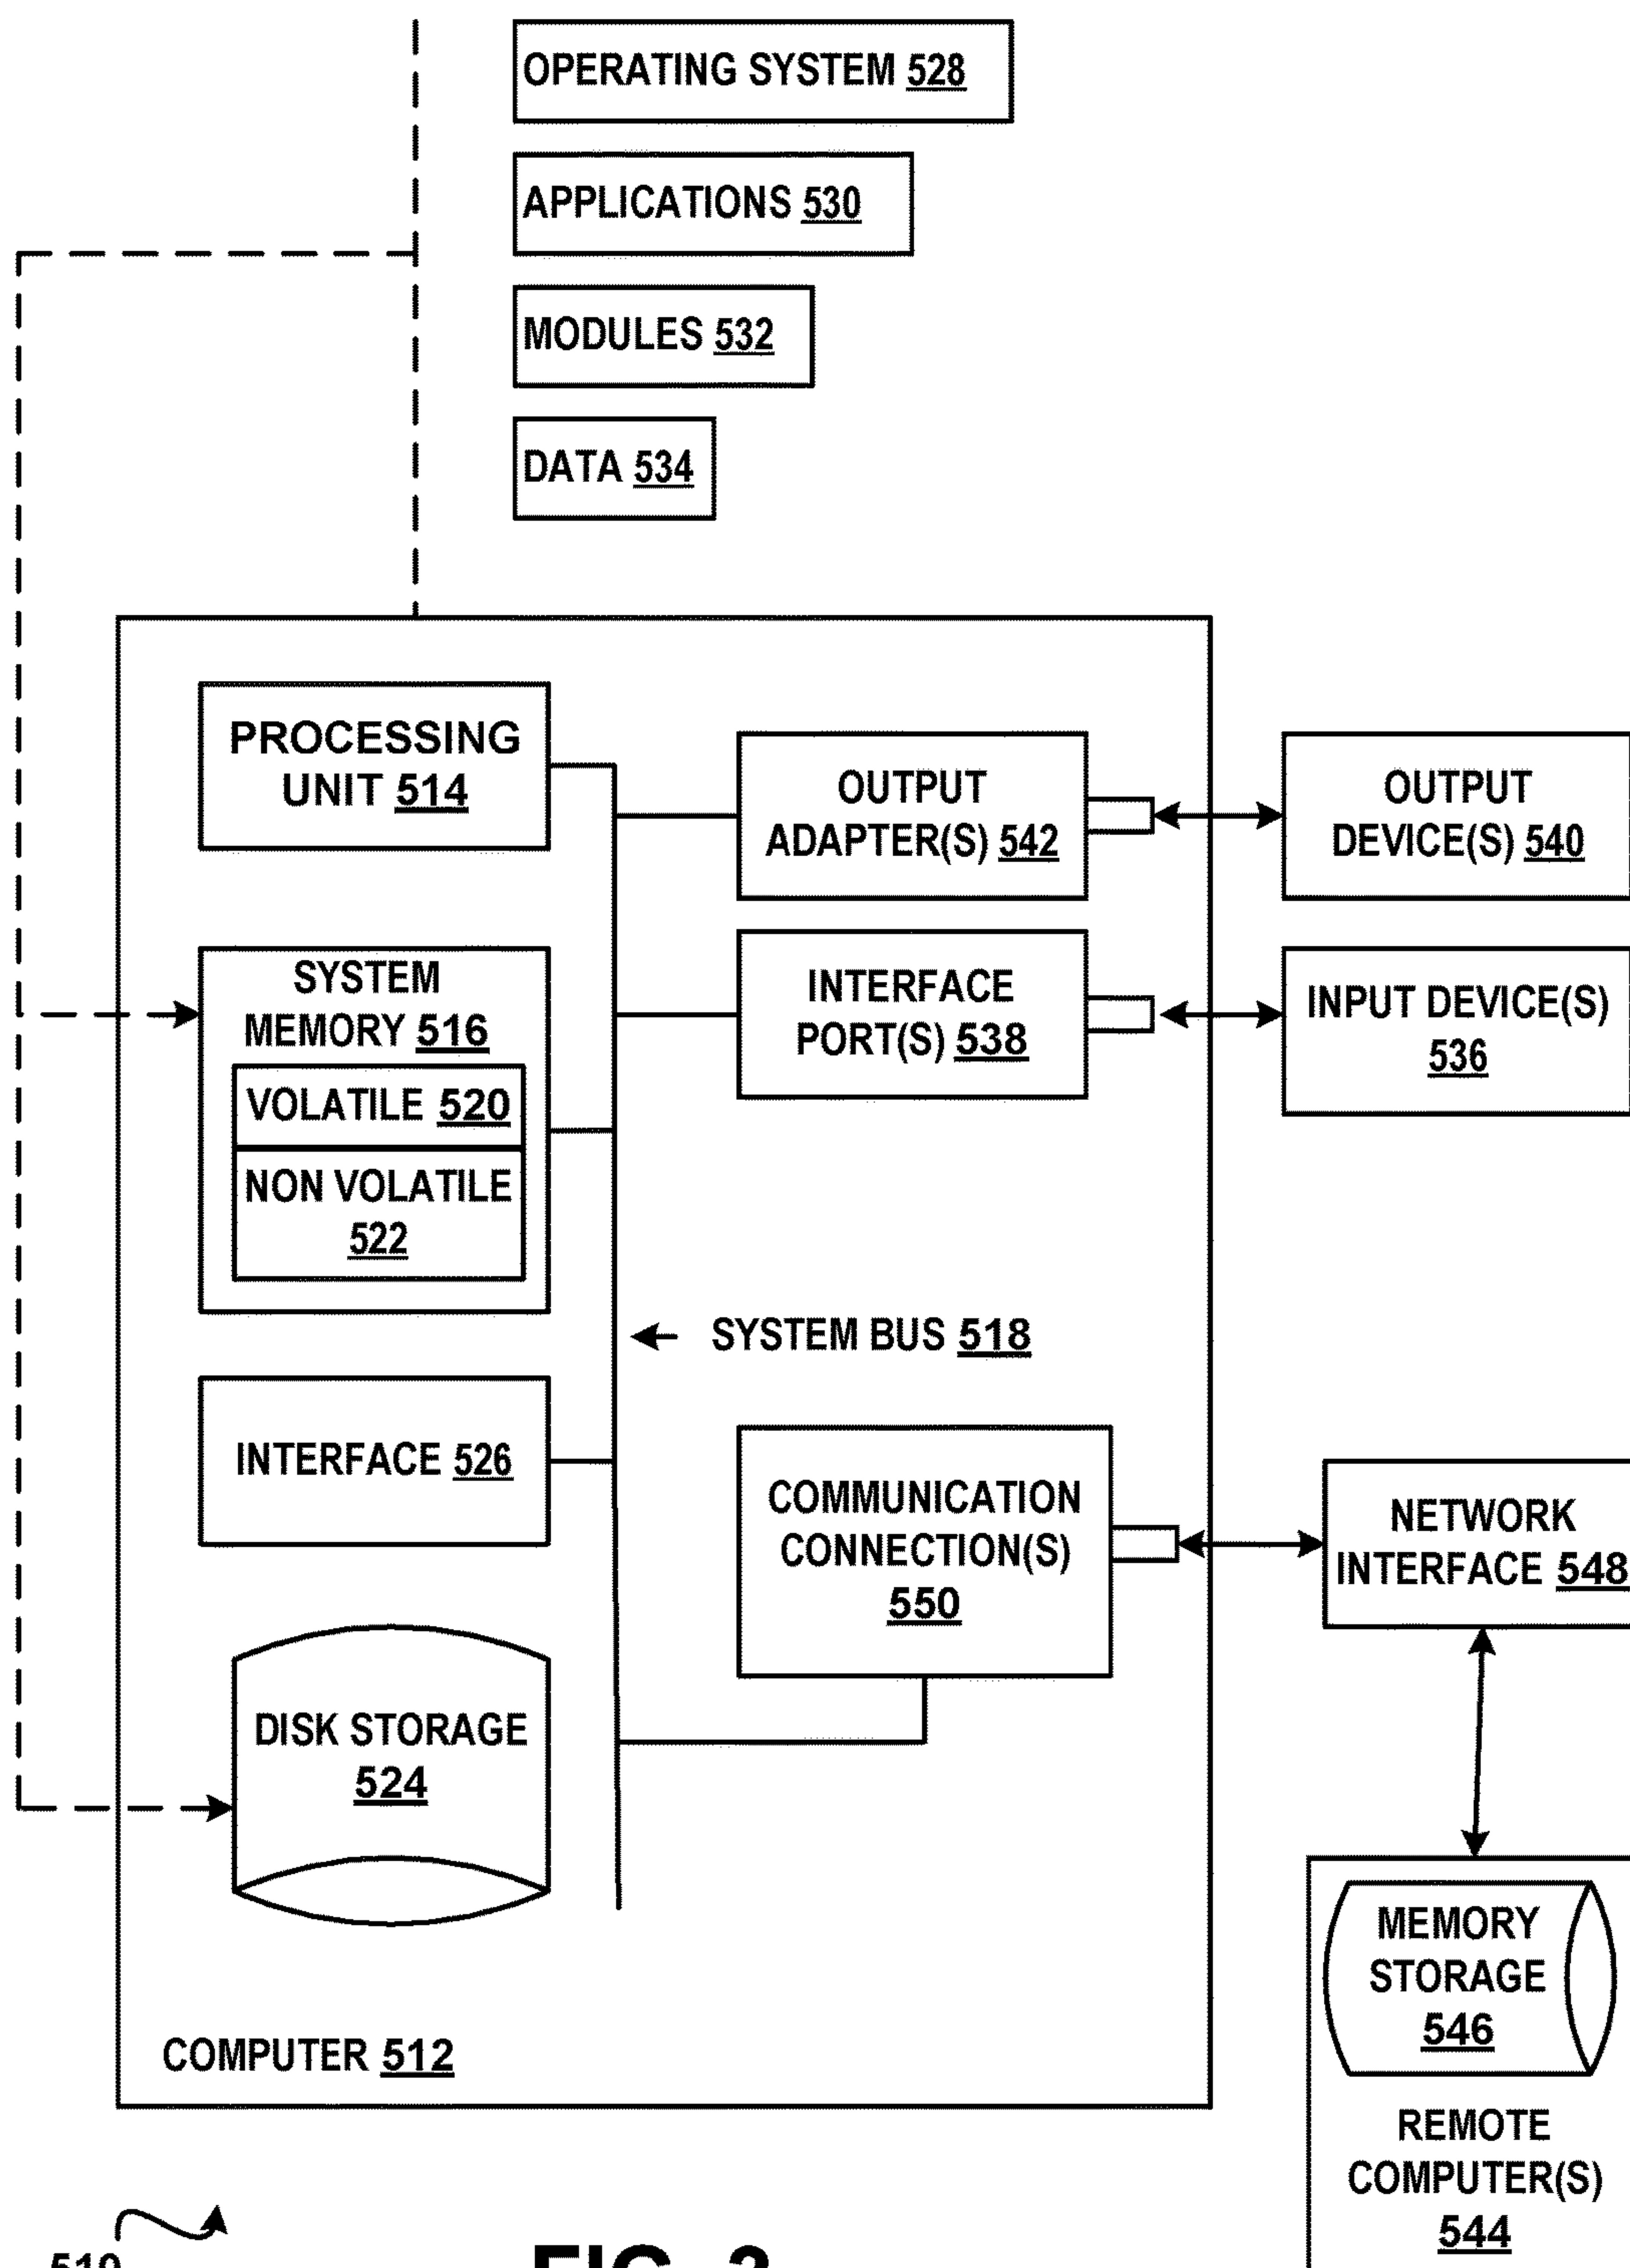 OPERATING SYSTEM 528
APPLICATIONS 530
MODULES 532
DATA 534
PROCESSING
UNIT 514
OUTPUT
ADAPTER(S) 542
OUTPUT
DEVICE(S) 540
SYSTEM
MEMORY 516
VOLATILE 520
NON VOLATILE
522
INTERFACE
PORT(S) 538
INPUT DEVICE(S)
536
SYSTEM BUS 518
INTERFACE 526
COMMUNICATION
CONNECTION(S)
550
NETWORK
INTERFACE 548
DISK STORAGE
524
MEMORY
STORAGE
546
REMOTE
COMPUTER(S)
544
COMPUTER 512
FIG.